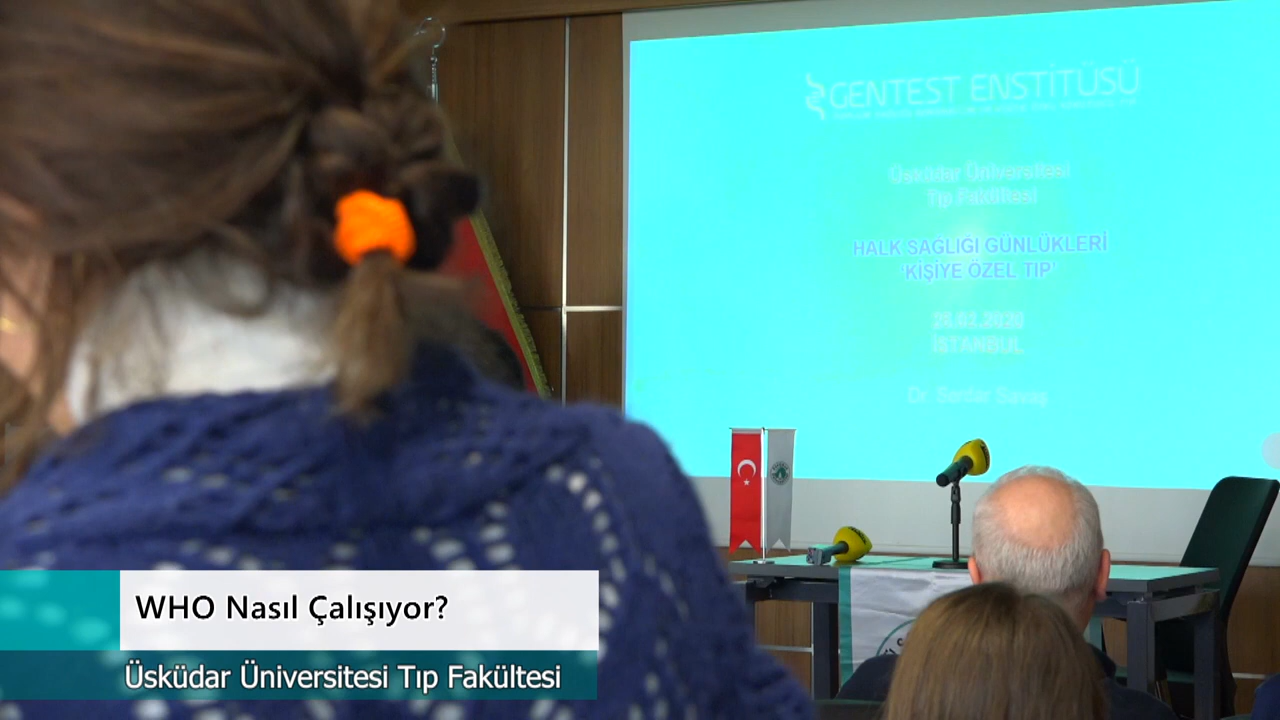 GENTEST ENSTİTÜSÜ
Üsküdar Üniversitesi
Tıp Fakültesi
HALK SAĞLIĞI GÜNLÜKLERİ
'KİŞİYE ÖZEL TIP'
İSTANBUL
WHO Nasıl Çalışıyor?
Üsküdar Üniversitesi Tıp Fakültesi